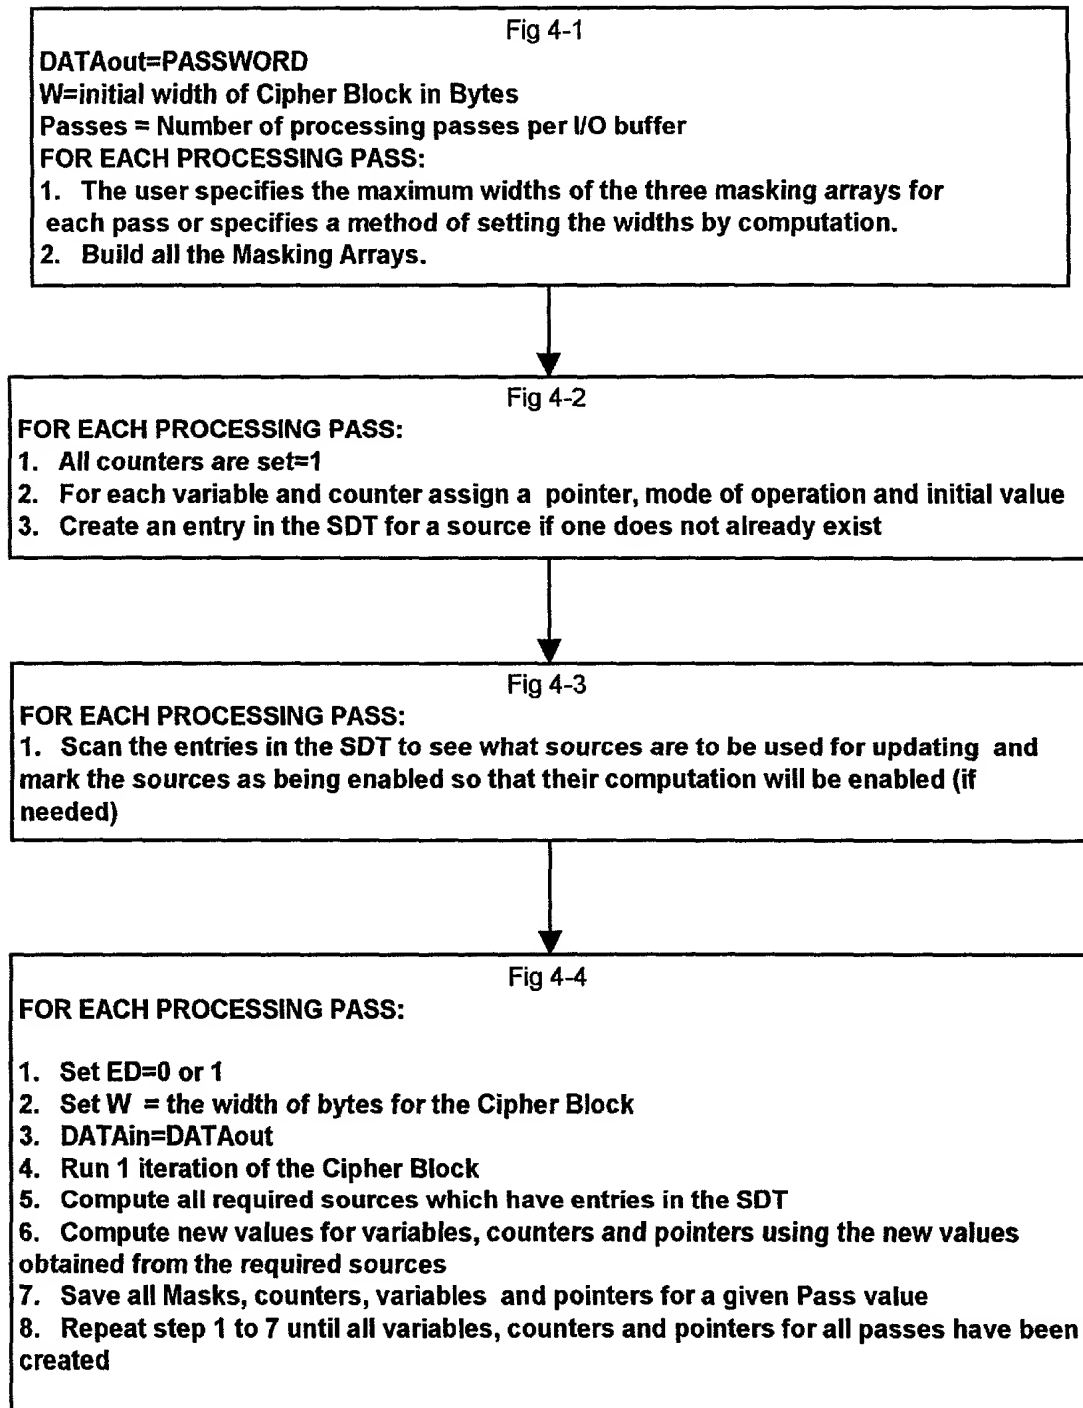 Fig 4-1
DATAout=PASSWORD
W=initial width of Cipher Block in Bytes
Passes = Number of processing passes per I/O buffer
FOR EACH PROCESSING PASS:
1. The user specifies the maximum widths of the three masking arrays for
each pass or specifies a method of setting the widths by computation.
2. Build all the Masking Arrays.
Fig 4-2
FOR EACH PROCESSING PASS:
1. All counters are set=1
2. For each variable and counter assign a pointer, mode of operation and initial value
3. Create an entry in the SDT for a source if one does not already exist
Fig 4-3
FOR EACH PROCESSING PASS:
1. Scan the entries in the SDT to see what sources are to be used for updating and
mark the sources as being enabled so that their computation will be enabled (if
needed)
Fig 4-4
FOR EACH PROCESSING PASS:
1. Set ED=0 or 1
2. Set W = the width of bytes for the Cipher Block
3. DATAin=DATAout
4. Run 1 iteration of the Cipher Block
5. Compute all required sources which have entries in the SDT
6. Compute new values for variables, counters and pointers using the new values
obtained from the required sources
7. Save all Masks, counters, variables and pointers for a given Pass value
8. Repeat step 1 to 7 until all variables, counters and pointers for all passes have been
created